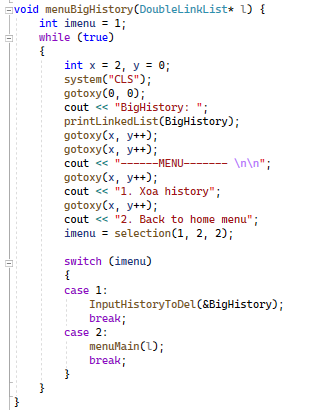 void menuBigHistory(DoubleLinkList* l) {
    int imenu = 1;
    while (true)
    {
        int x = 2, y = 0;
        system("CLS");
        gotoxy(0, 0);
        cout << "BigHistory: ";
        printLinkedList(BigHistory);
        gotoxy(x, y++);
        gotoxy(x, y++);
        cout << "------MENU------- \n\n";
        gotoxy(x, y++);
        cout << "1. Xoa history";
        gotoxy(x, y++);
        cout << "2. Back to home menu";
        imenu = selection(1, 2, 2);

        switch (imenu)
        {
        case 1:
            InputHistoryToDel(&BigHistory);
            break;
        case 2:
            menuMain(l);
            break;
        }
    }
}